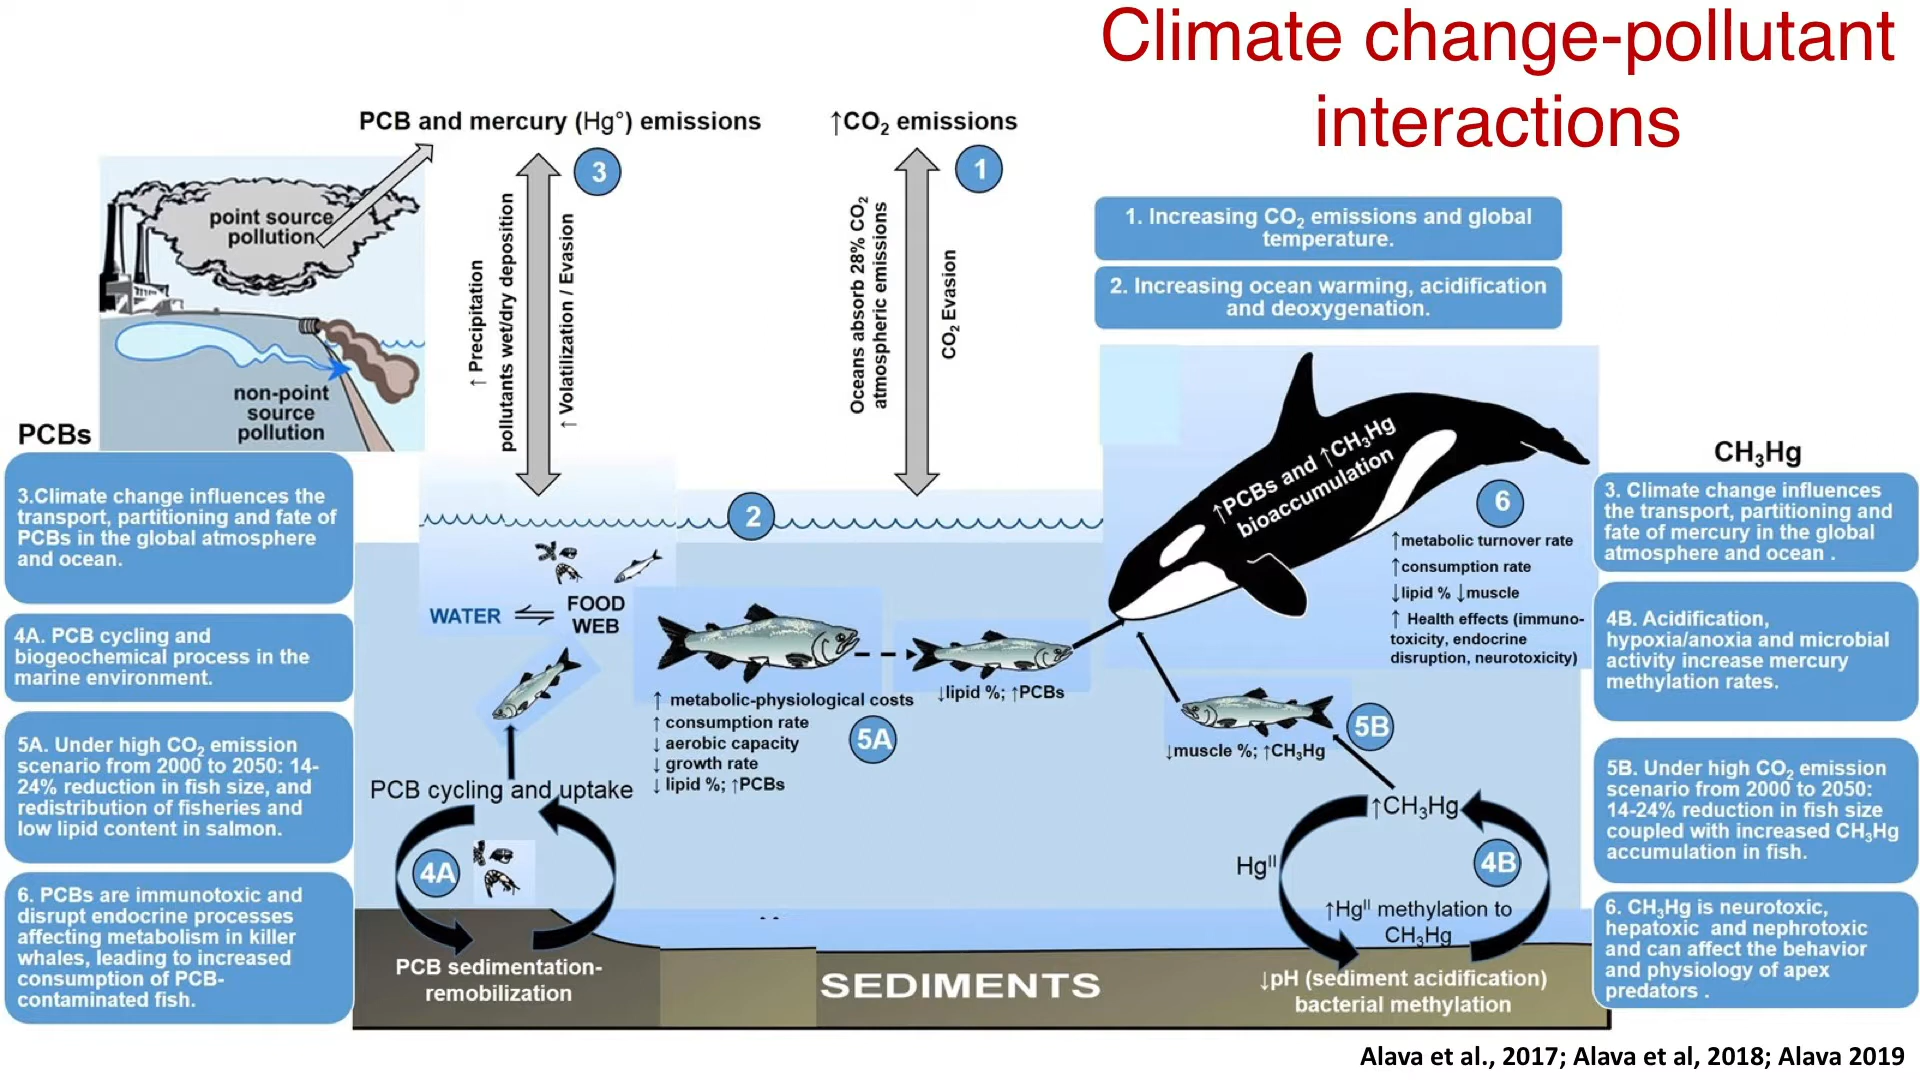 Climate change-pollutant
interactions
PCB and mercury (Hg°) emissions
↑CO₂ emissions
3
1
point source
pollution
non-point
source
pollution
↑ Precipitation
pollutants wet/dry deposition
↑ Volatilization / Evasion
Oceans absorb 28% CO₂
atmospheric emissions
CO₂ Evasion
1. Increasing CO₂ emissions and global
temperature.
2. Increasing ocean warming, acidification
and deoxygenation.
PCBs
3.Climate change influences the
transport, partitioning and fate of
PCBs in the global atmosphere
and ocean.
4A. PCB cycling and
biogeochemical process in the
marine environment.
5A. Under high CO₂ emission
scenario from 2000 to 2050: 14-
24% reduction in fish size, and
redistribution of fisheries and
low lipid content in salmon.
6. PCBs are immunotoxic and
disrupt endocrine processes
affecting metabolism in killer
whales, leading to increased
consumption of PCB-
contaminated fish.
2
WATER
FOOD
WEB
↑ metabolic-physiological costs
↑ consumption rate
↓ aerobic capacity
↓ growth rate
↓ lipid %; ↑PCBs
5A
↓lipid %; ↑PCBs
PCB cycling and uptake
4A
PCB sedimentation-
remobilization
SEDIMENTS
↑PCBs and ↑CH₃Hg
bioaccumulation
6
↑metabolic turnover rate
↑consumption rate
↓lipid % ↓muscle
↑ Health effects (immuno-
toxicity, endocrine
disruption, neurotoxicity)
5B
↓muscle %; ↑CH₃Hg
↑CH₃Hg
Hgᴵᴵ
4B
↑Hgᴵᴵ methylation to
CH₃Hg
↓pH (sediment acidification)
bacterial methylation
CH₃Hg
3. Climate change influences
the transport, partitioning and
fate of mercury in the global
atmosphere and ocean .
4B. Acidification,
hypoxia/anoxia and microbial
activity increase mercury
methylation rates.
5B. Under high CO₂ emission
scenario from 2000 to 2050:
14-24% reduction in fish size
coupled with increased CH₃Hg
accumulation in fish.
6. CH₃Hg is neurotoxic,
hepatoxic and nephrotoxic
and can affect the behavior
and physiology of apex
predators .
Alava et al., 2017; Alava et al, 2018; Alava 2019